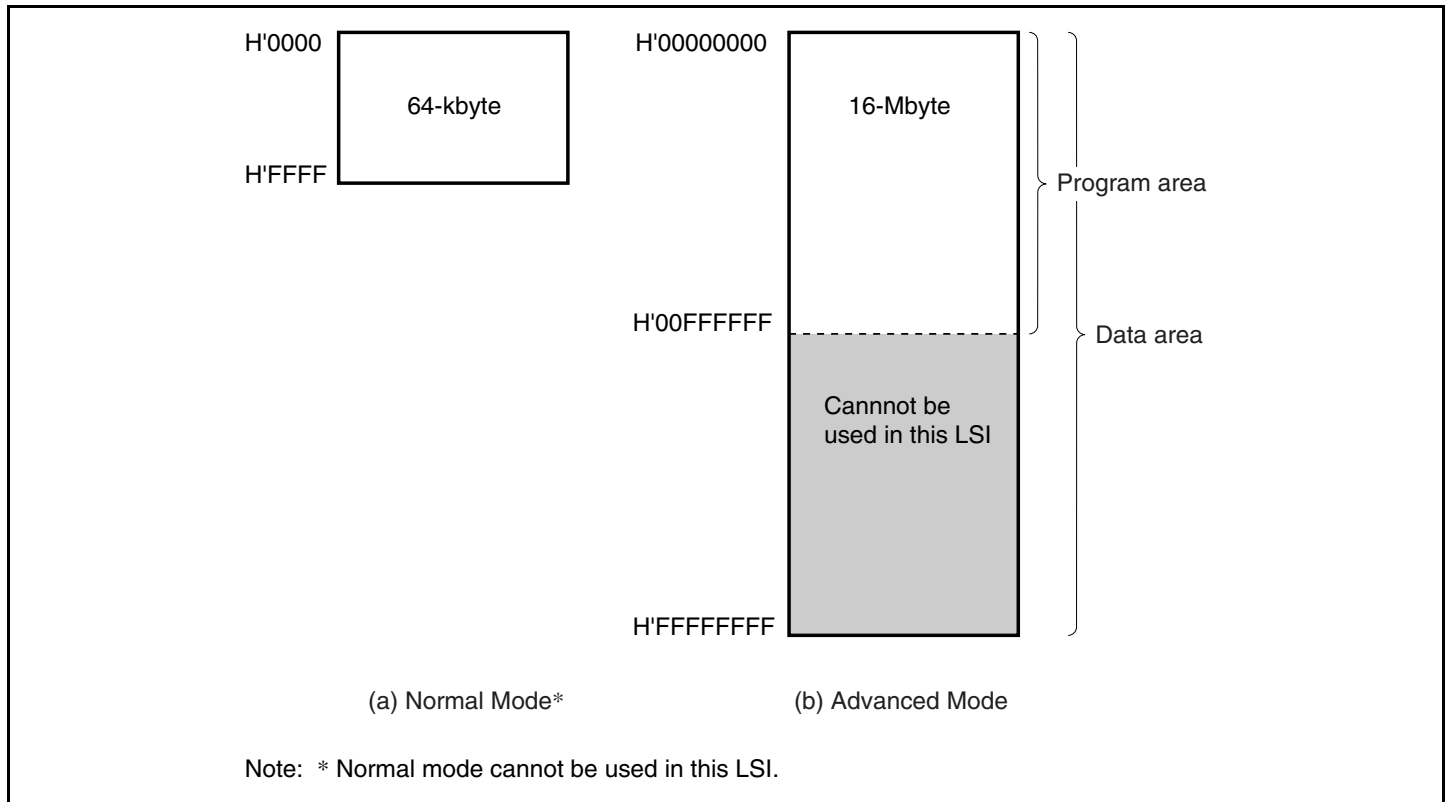 H'0000
64-kbyte
H'FFFF
H'00000000
16-Mbyte
Program area
H'00FFFFFF
Data area
Cannnot be
used in this LSI
H'FFFFFFFF
(a) Normal Mode*
(b) Advanced Mode
Note: * Normal mode cannot be used in this LSI.